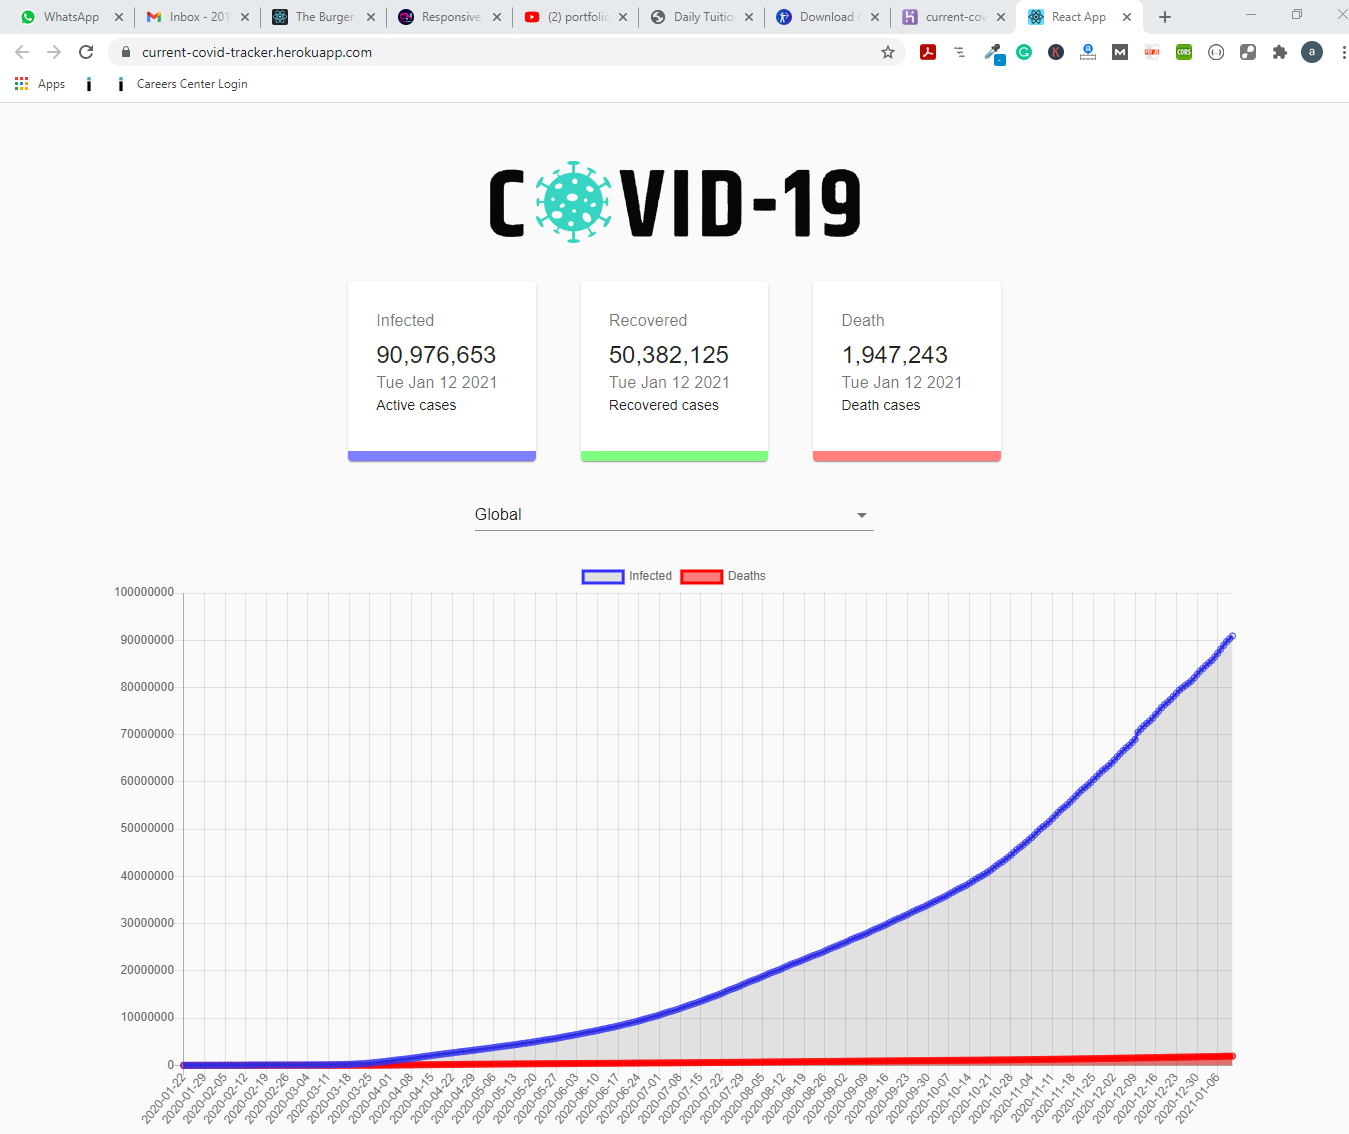 WhatsApp
Inbox - 201
The Burger
Responsive
(2) portfolio
Daily Tuition
Download
current-cov
React App
current-covid-tracker.herokuapp.com
Apps
Careers Center Login
COVID-19
Infected
90,976,653
Tue Jan 12 2021
Active cases
Recovered
50,382,125
Tue Jan 12 2021
Recovered cases
Death
1,947,243
Tue Jan 12 2021
Death cases
Global
Infected
Deaths
100000000
90000000
80000000
70000000
60000000
50000000
40000000
30000000
20000000
10000000
0
2020-01-22
2020-01-29
2020-02-05
2020-02-12
2020-02-19
2020-02-26
2020-03-04
2020-03-11
2020-03-18
2020-03-25
2020-04-01
2020-04-08
2020-04-15
2020-04-22
2020-04-29
2020-05-06
2020-05-13
2020-05-20
2020-05-27
2020-06-03
2020-06-10
2020-06-17
2020-06-24
2020-07-01
2020-07-08
2020-07-15
2020-07-22
2020-07-29
2020-08-05
2020-08-12
2020-08-19
2020-08-26
2020-09-02
2020-09-09
2020-09-16
2020-09-23
2020-09-30
2020-10-07
2020-10-14
2020-10-21
2020-10-28
2020-11-04
2020-11-11
2020-11-18
2020-11-25
2020-12-02
2020-12-09
2020-12-16
2020-12-23
2020-12-30
2021-01-06